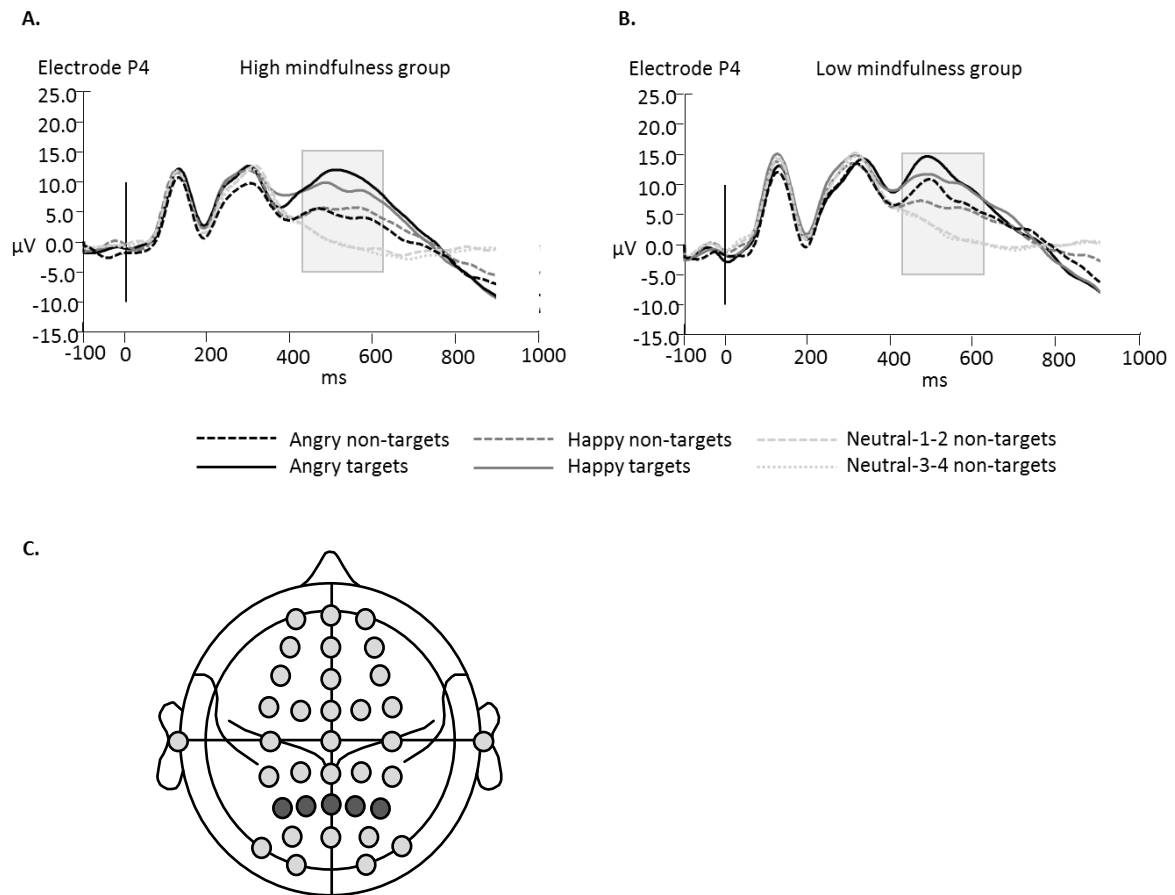 A.
Electrode P4 High mindfulness group
25.0
20.0
15.0
10.0
5.0
µV 0.0
-5.0
-10.0
-15.0
-100 0 200 400 600 800 1000
ms
B.
Electrode P4 Low mindfulness group
25.0
20.0
15.0
10.0
5.0
µV 0.0
-5.0
-10.0
-15.0
-100 0 200 400 600 800 1000
ms
Angry non-targets Happy non-targets Neutral-1-2 non-targets
Angry targets Happy targets Neutral-3-4 non-targets
C.